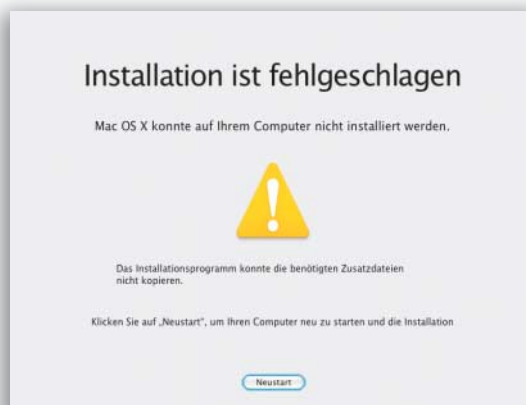 Installation ist fehlgeschlagen
Mac OS X konnte auf Ihrem Computer nicht installiert werden.
Das Installationsprogramm konnte die benötigten Zusatzdateien
nicht kopieren.
Klicken Sie auf „Neustart“, um Ihren Computer neu zu starten und die Installation
Neustart